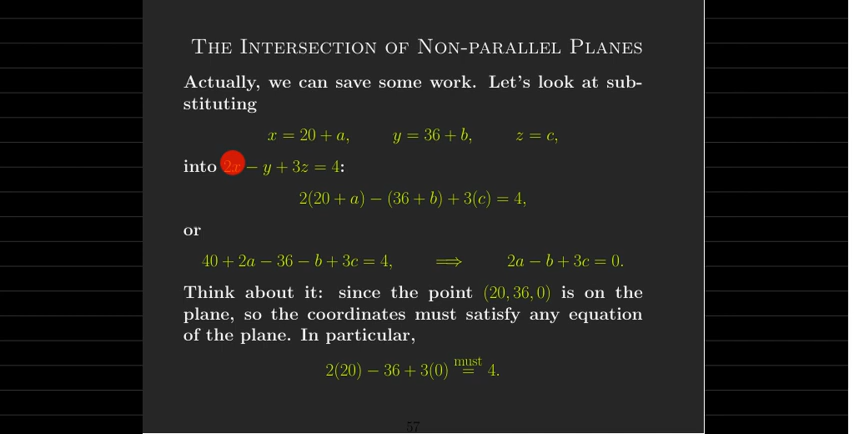 The Intersection of Non-parallel Planes
Actually, we can save some work. Let's look at sub-
stituting
x = 20 + a, y = 36 + b, z = c,
into 2x − y + 3z = 4:
2(20 + a) − (36 + b) + 3(c) = 4,
or
40 + 2a − 36 − b + 3c = 4, ⟹ 2a − b + 3c = 0.
Think about it: since the point (20, 36, 0) is on the
plane, so the coordinates must satisfy any equation
of the plane. In particular,
2(20) − 36 + 3(0) must= 4.
57